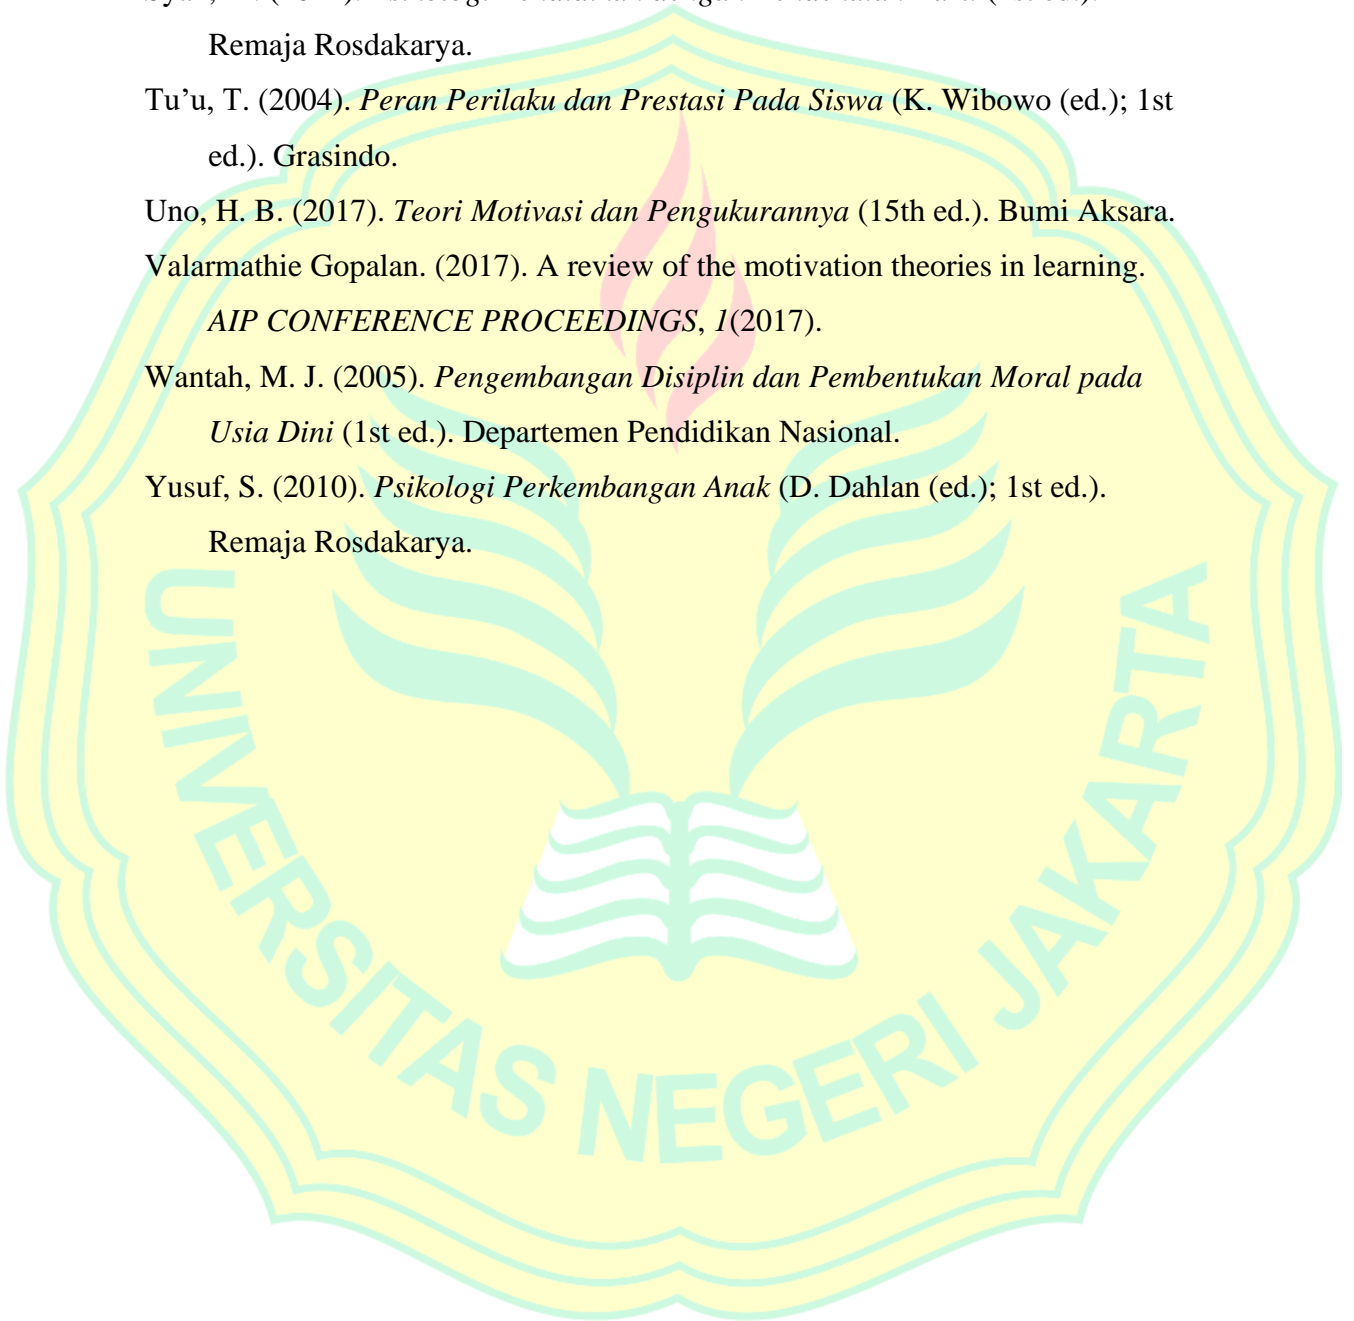 Remaja Rosdakarya.
Tu’u, T. (2004). Peran Perilaku dan Prestasi Pada Siswa (K. Wibowo (ed.); 1st
ed.). Grasindo.
Uno, H. B. (2017). Teori Motivasi dan Pengukurannya (15th ed.). Bumi Aksara.
Valarmathie Gopalan. (2017). A review of the motivation theories in learning.
AIP CONFERENCE PROCEEDINGS, 1(2017).
Wantah, M. J. (2005). Pengembangan Disiplin dan Pembentukan Moral pada
Usia Dini (1st ed.). Departemen Pendidikan Nasional.
Yusuf, S. (2010). Psikologi Perkembangan Anak (D. Dahlan (ed.); 1st ed.).
Remaja Rosdakarya.
UNIVERSITAS NEGERI JAKARTA